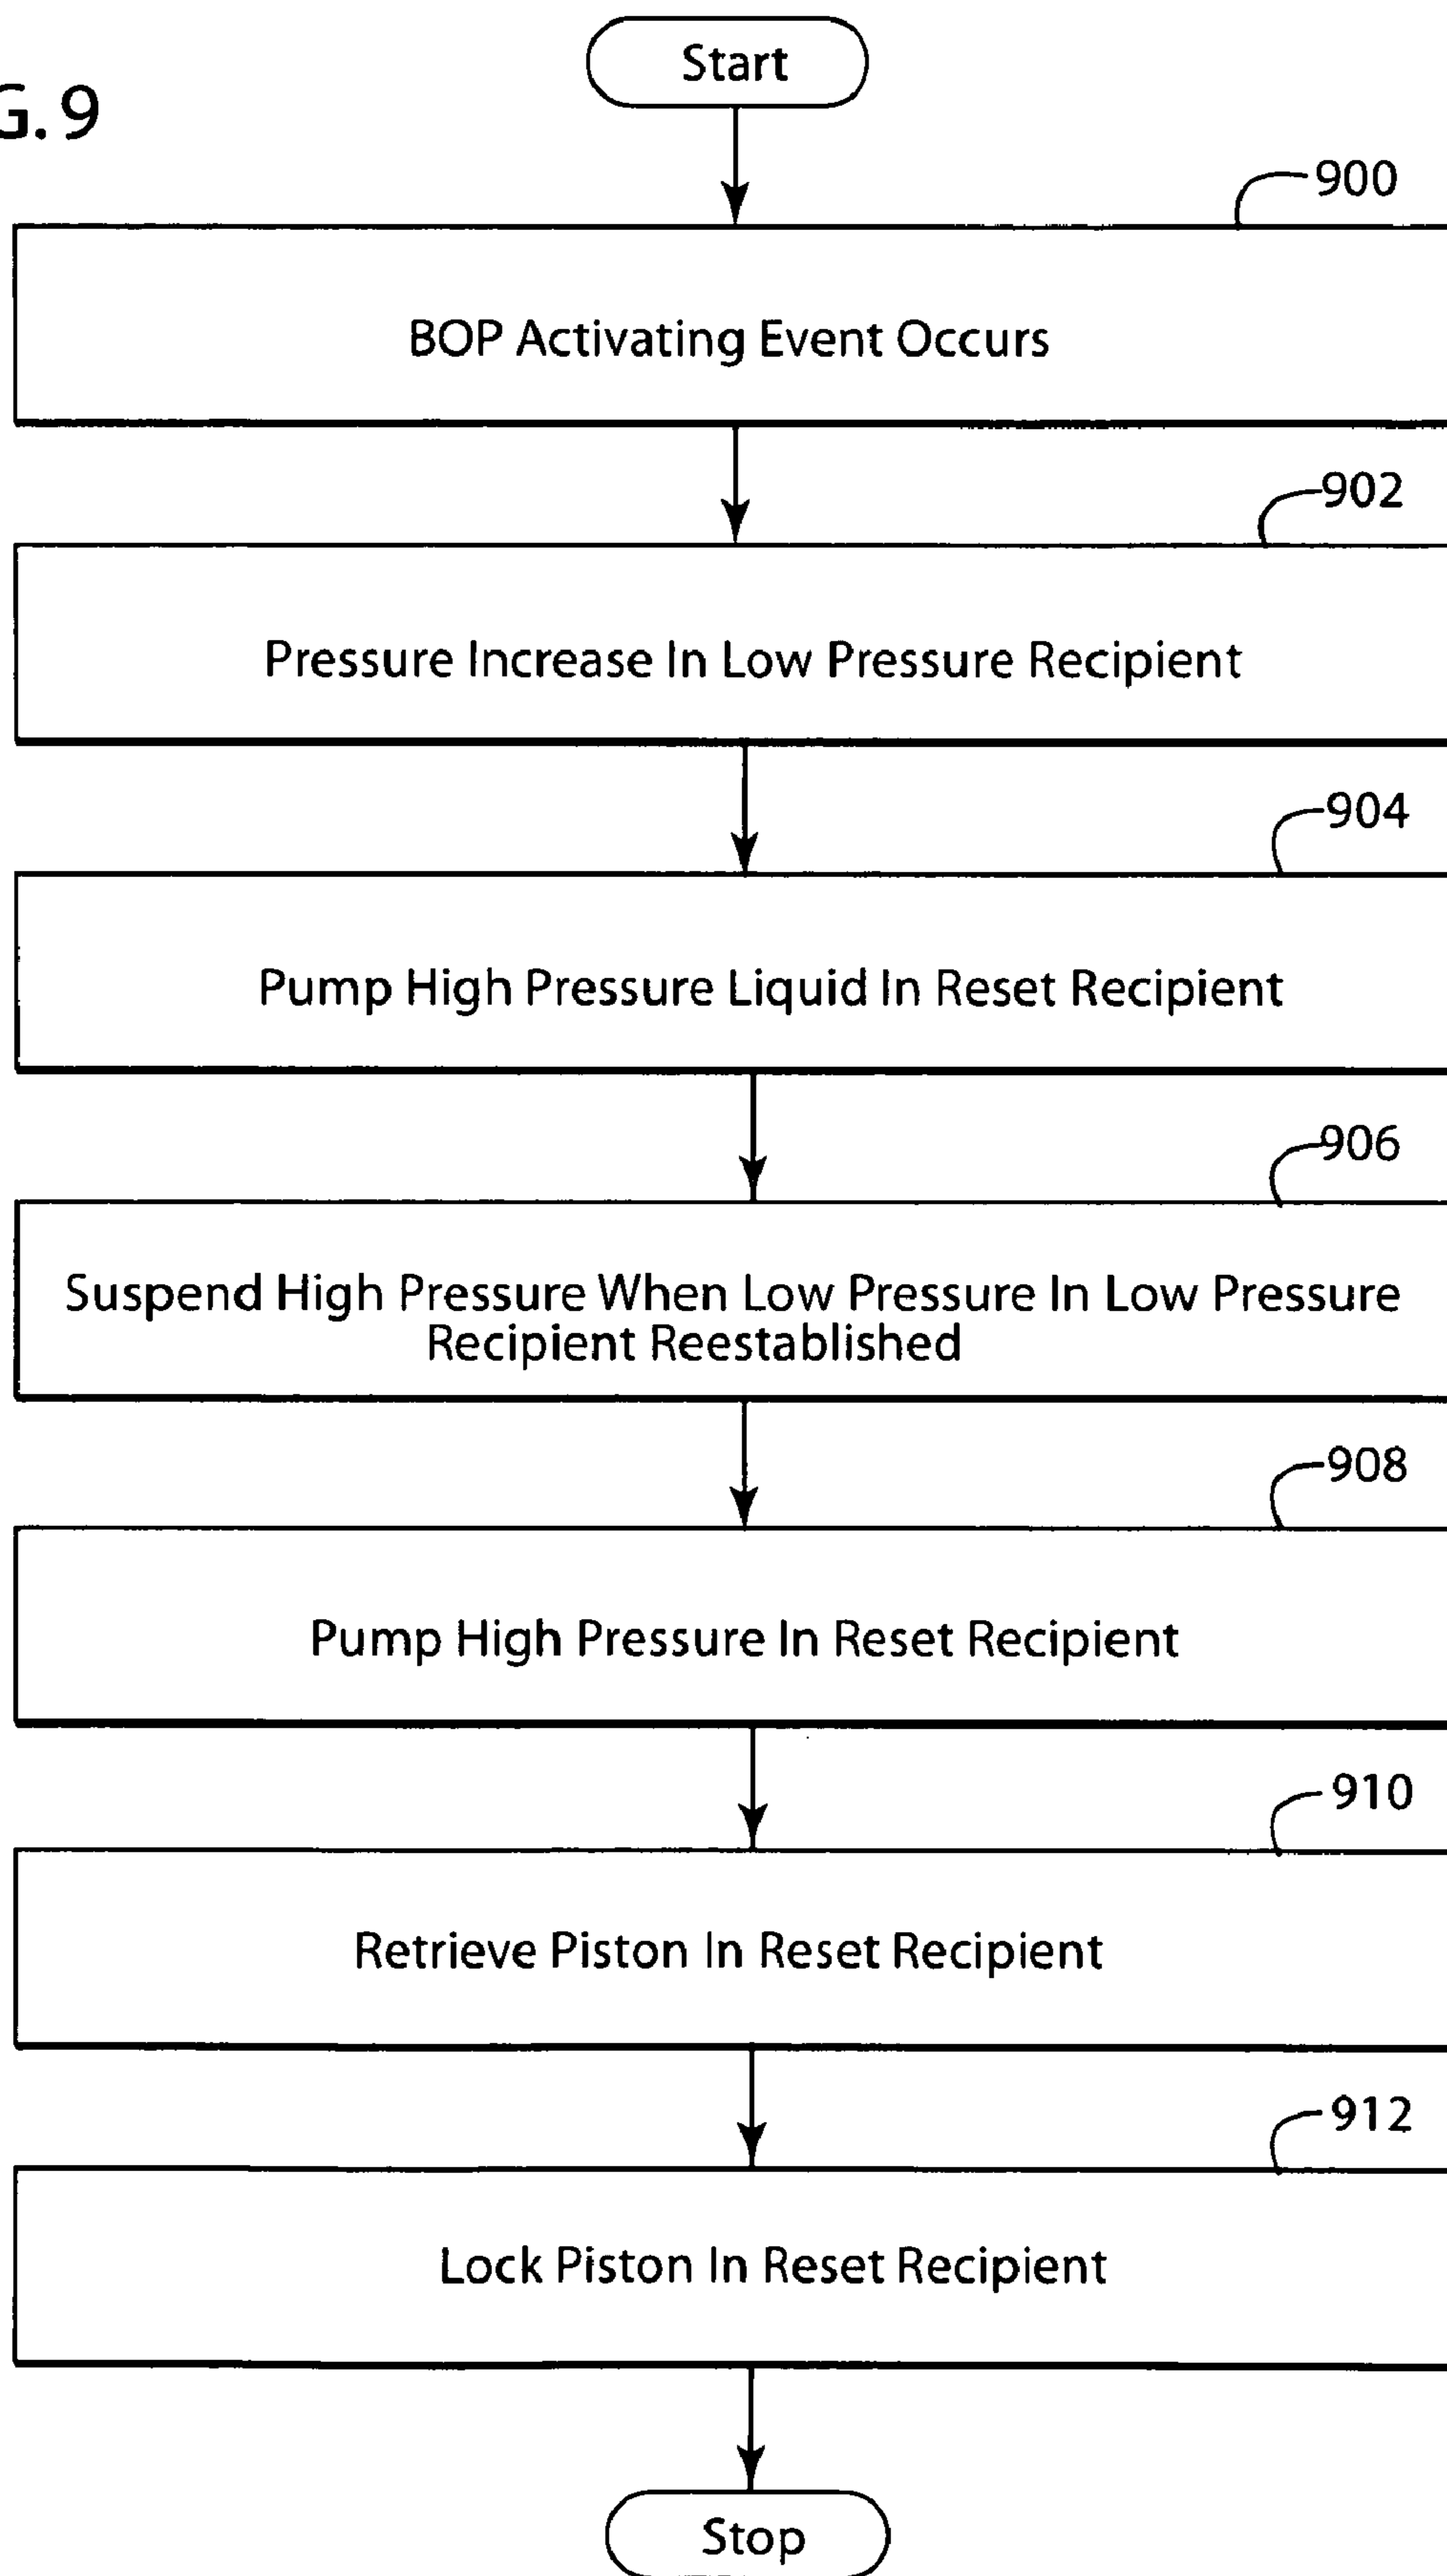 Start
G. 9
900
BOP Activating Event Occurs
902
Pressure Increase In Low Pressure Recipient
904
Pump High Pressure Liquid In Reset Recipient
906
Suspend High Pressure When Low Pressure In Low Pressure
Recipient Reestablished
908
Pump High Pressure In Reset Recipient
910
Retrieve Piston In Reset Recipient
912
Lock Piston In Reset Recipient
Stop